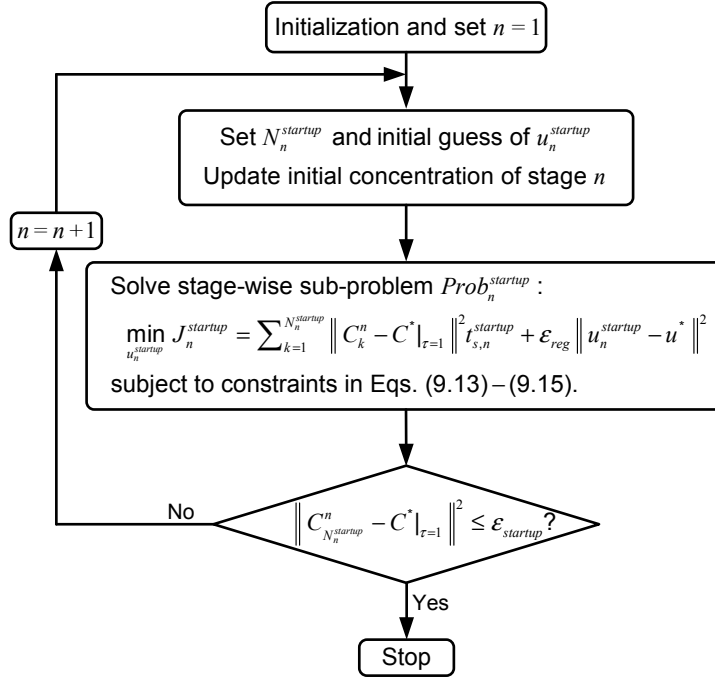 Initialization and set n = 1
Set N_n^{startup} and initial guess of u_n^{startup}
Update initial concentration of stage n
n = n + 1
Solve stage-wise sub-problem Prob_n^{startup} :
min_{u_n^{startup}} J_n^{startup} = ∑_{k=1}^{N_n^{startup}} ‖ C_k^n − C^*|_{τ=1} ‖^2 t_{s,n}^{startup} + ε_{reg} ‖ u_n^{startup} − u^* ‖^2
subject to constraints in Eqs. (9.13) – (9.15).
No
‖ C_{N_n^{startup}}^n − C^*|_{τ=1} ‖^2 ≤ ε_{startup}?
Yes
Stop